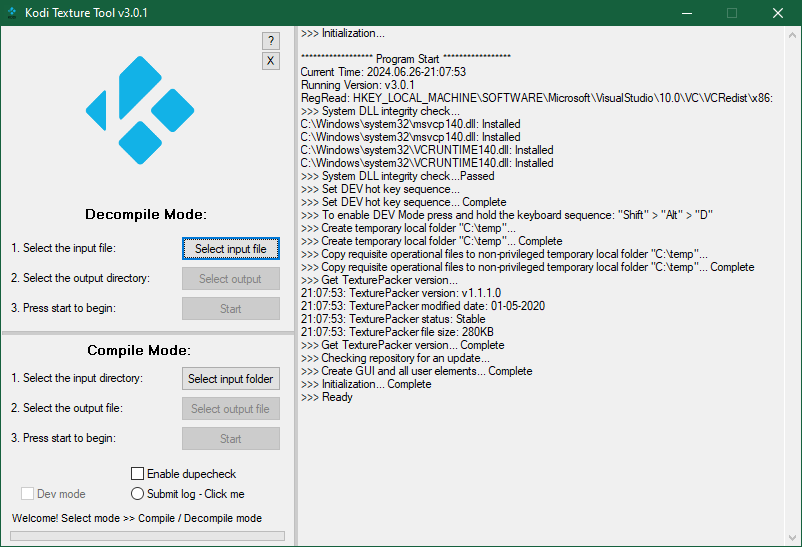 Kodi Texture Tool v3.0.1
?
X
Decompile Mode:
1. Select the input file:
Select input file
2. Select the output directory:
Select output
3. Press start to begin:
Start
Compile Mode:
1. Select the input directory:
Select input folder
2. Select the output file:
Select output file
3. Press start to begin:
Start
Enable dupecheck
Dev mode
Submit log - Click me
Welcome! Select mode >> Compile / Decompile mode
>>> Initialization...
****************** Program Start *****************
Current Time: 2024.06.26-21:07:53
Running Version: v3.0.1
RegRead: HKEY_LOCAL_MACHINE\SOFTWARE\Microsoft\VisualStudio\10.0\VC\VCRedist\x86:
>>> System DLL integrity check...
C:\Windows\system32\msvcp140.dll: Installed
C:\Windows\system32\msvcp140.dll: Installed
C:\Windows\system32\VCRUNTIME140.dll: Installed
C:\Windows\system32\VCRUNTIME140.dll: Installed
>>> System DLL integrity check...Passed
>>> Set DEV hot key sequence...
>>> Set DEV hot key sequence... Complete
>>> To enable DEV Mode press and hold the keyboard sequence: "Shift" > "Alt" > "D"
>>> Create temporary local folder "C:\temp"...
>>> Create temporary local folder "C:\temp"... Complete
>>> Copy requisite operational files to non-privileged temporary local folder "C:\temp"...
>>> Copy requisite operational files to non-privileged temporary local folder "C:\temp"... Complete
>>> Get TexturePacker version...
21:07:53: TexturePacker version: v1.1.1.0
21:07:53: TexturePacker modified date: 01-05-2020
21:07:53: TexturePacker status: Stable
21:07:53: TexturePacker file size: 280KB
>>> Get TexturePacker version... Complete
>>> Checking repository for an update...
>>> Create GUI and all user elements... Complete
>>> Initialization... Complete
>>> Ready